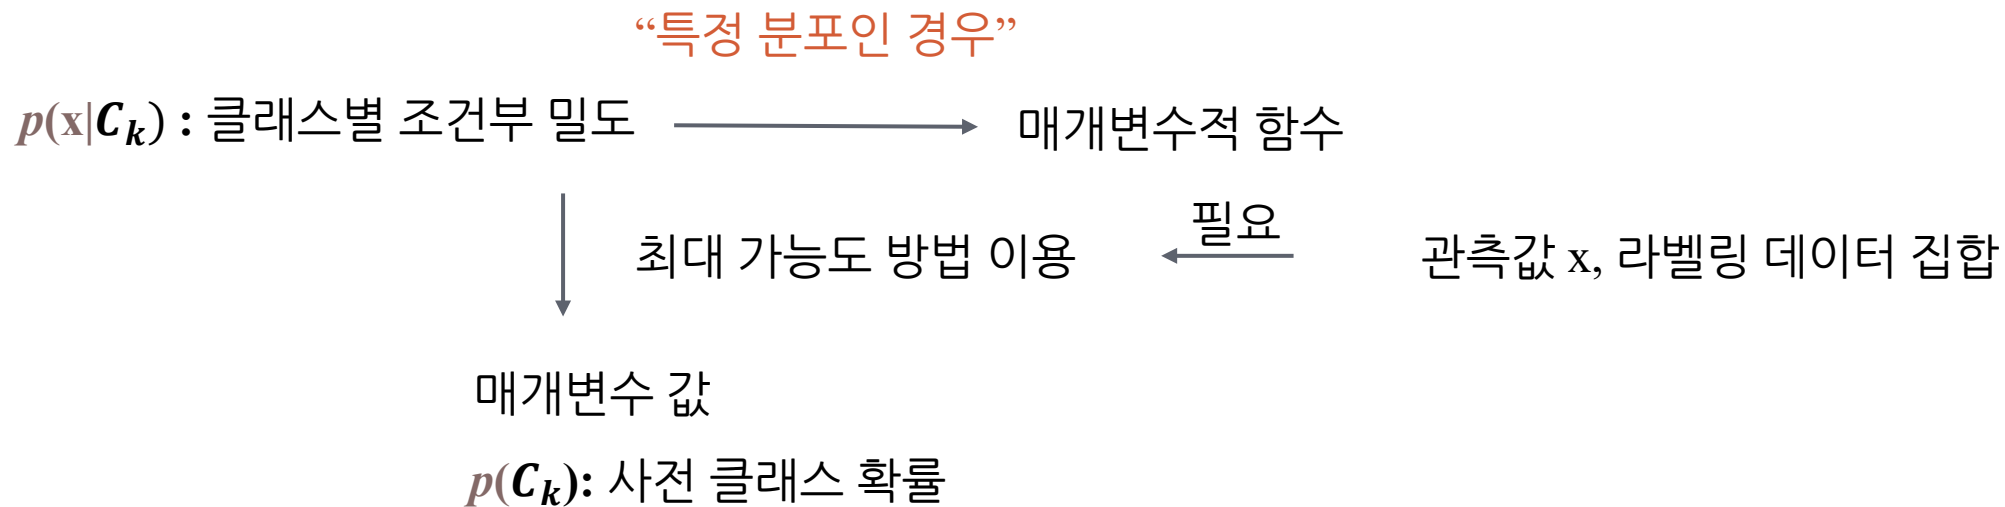 “특정 분포인 경우”
p(x|C_k) : 클래스별 조건부 밀도
매개변수적 함수
필요
최대 가능도 방법 이용
관측값 x, 라벨링 데이터 집합
매개변수 값
p(C_k): 사전 클래스 확률